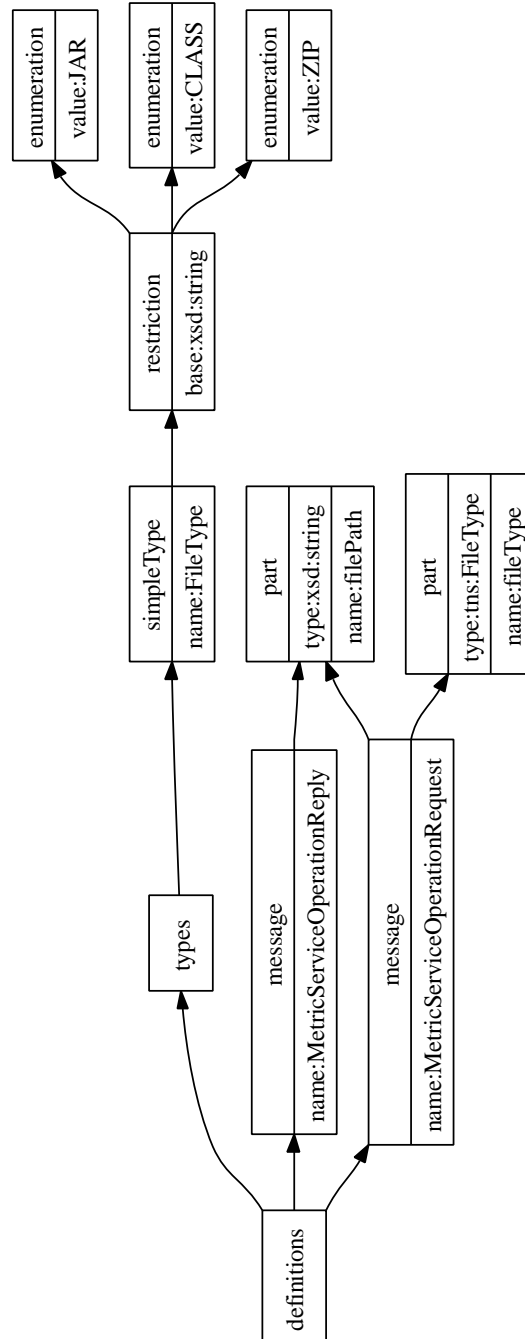 definitions
types
message
name:MetricServiceOperationReply
message
name:MetricServiceOperationRequest
simpleType
name:FileType
part
type:xsd:string
name:filePath
part
type:tns:FileType
name:fileType
restriction
base:xsd:string
enumeration
value:JAR
enumeration
value:CLASS
enumeration
value:ZIP